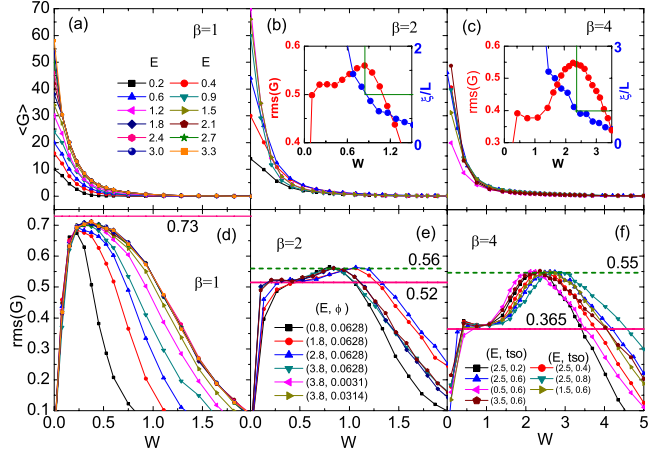 (a) β=1
E E
0.2 0.4
0.6 0.9
1.2 1.5
1.8 2.1
2.4 2.7
3.0 3.3
<G>
60
50
40
30
20
10
0
(b) β=2
0.6
0.5
0.4
rms(G)
2
1
0
ξ/L
0.6 1.2
W
(c) β=4
0.6
0.5
0.4
0.3
rms(G)
3
2
1
0
ξ/L
0 1 2 3
W
(d) β=1
0.73
rms(G)
0.7
0.6
0.5
0.4
0.3
0.2
0.1
0.0 0.5 1.0 1.5
W
(e) β=2
0.56
0.52
(E, ϕ )
(0.8, 0.0628)
(1.8, 0.0628)
(2.8, 0.0628)
(3.8, 0.0628)
(3.8, 0.0031)
(3.8, 0.0314)
0.0 0.5 1.0 1.5
W
(f) β=4
0.55
0.365
(E, tso) (E, tso)
(2.5, 0.2) (2.5, 0.4)
(2.5, 0.6) (2.5, 0.8)
(0.5, 0.6) (1.5, 0.6)
(3.5, 0.6)
0 1 2 3 4 5
W